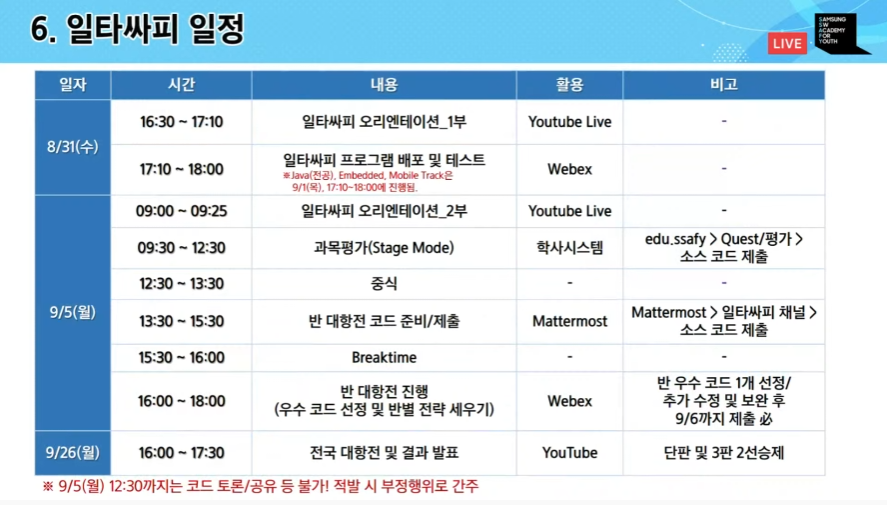 6. 일타싸피 일정
LIVE
SAMSUNG
SW
ACADEMY
FOR
YOUTH
일자 시간 내용 활용 비고
8/31(수)
16:30 ~ 17:10 일타싸피 오리엔테이션_1부 Youtube Live -
17:10 ~ 18:00 일타싸피 프로그램 배포 및 테스트 Webex -
※Java(전공), Embedded, Mobile Track은
9/1(목), 17:10~18:00에 진행됨.
9/5(월)
09:00 ~ 09:25 일타싸피 오리엔테이션_2부 Youtube Live -
09:30 ~ 12:30 과목평가(Stage Mode) 학사시스템 edu.ssafy > Quest/평가 >
소스 코드 제출
12:30 ~ 13:30 중식 - -
13:30 ~ 15:30 반 대항전 코드 준비/제출 Mattermost Mattermost > 일타싸피 채널 >
소스 코드 제출
15:30 ~ 16:00 Breaktime - -
16:00 ~ 18:00 반 대항전 진행
(우수 코드 선정 및 반별 전략 세우기) Webex 반 우수 코드 1개 선정/
추가 수정 및 보완 후
9/6까지 제출 必
9/26(월) 16:00 ~ 17:30 전국 대항전 및 결과 발표 YouTube 단판 및 3판 2선승제
※ 9/5(월) 12:30까지는 코드 토론/공유 등 불가! 적발 시 부정행위로 간주